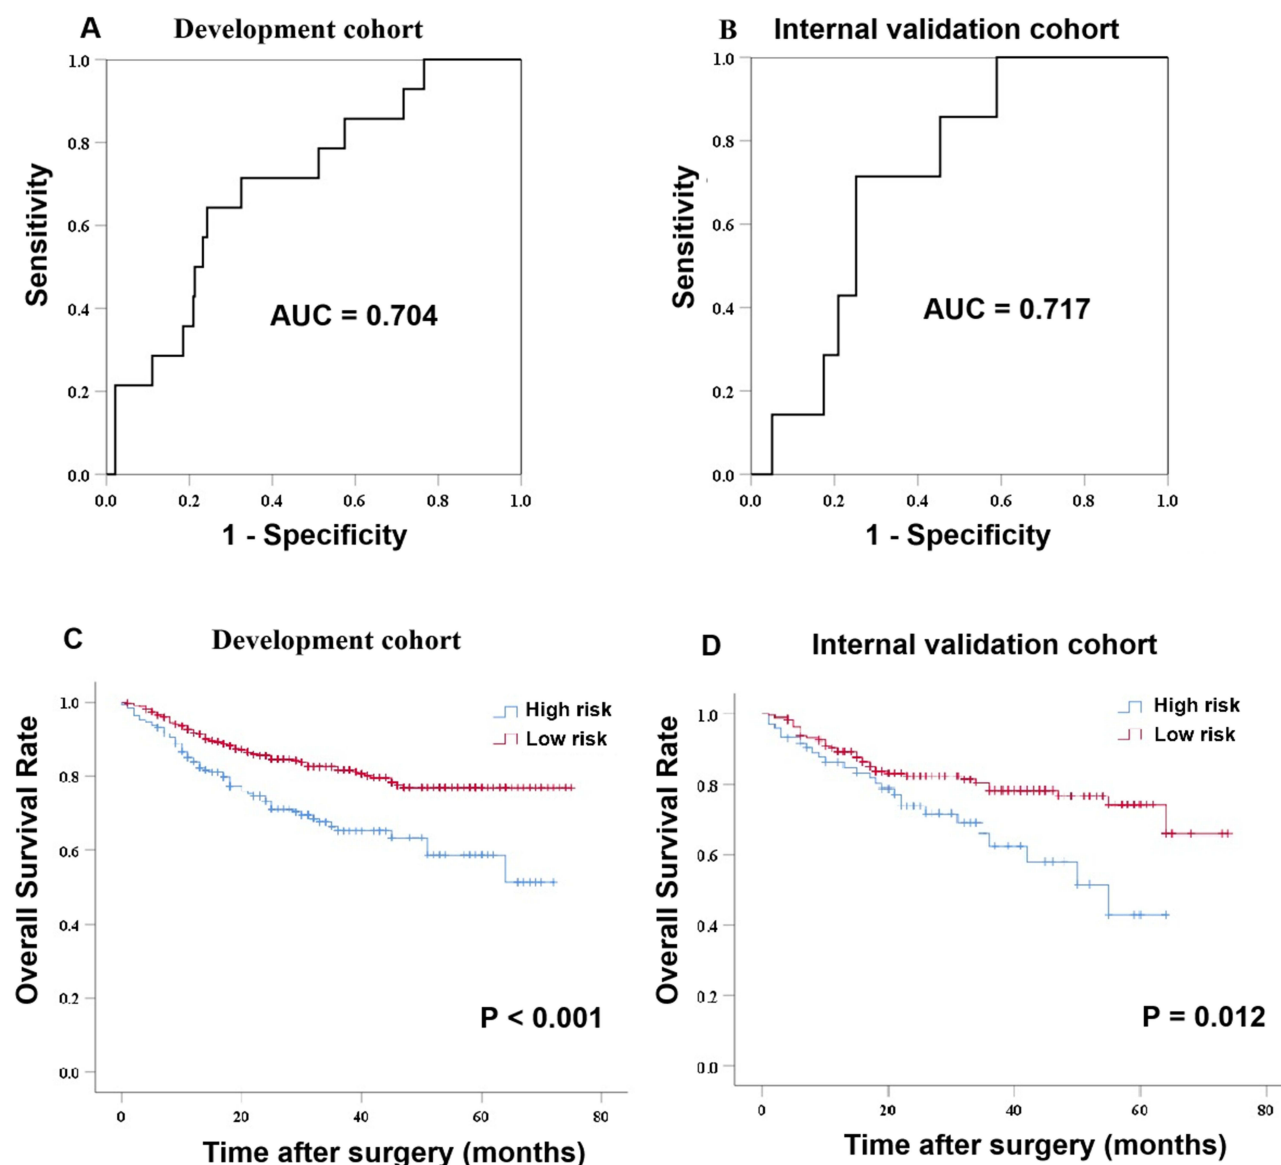 A Development cohort
1.0
0.8
0.6
0.4
0.2
0.0
Sensitivity
AUC = 0.704
0.0 0.2 0.4 0.6 0.8 1.0
1 - Specificity
B Internal validation cohort
1.0
0.8
0.6
0.4
0.2
0.0
Sensitivity
AUC = 0.717
0.0 0.2 0.4 0.6 0.8 1.0
1 - Specificity
C Development cohort
1.0
0.8
0.6
0.4
0.2
0.0
Overall Survival Rate
High risk
Low risk
P < 0.001
0 20 40 60 80
Time after surgery (months)
D Internal validation cohort
1.0
0.8
0.6
0.4
0.2
0.0
Overall Survival Rate
High risk
Low risk
P = 0.012
0 20 40 60 80
Time after surgery (months)